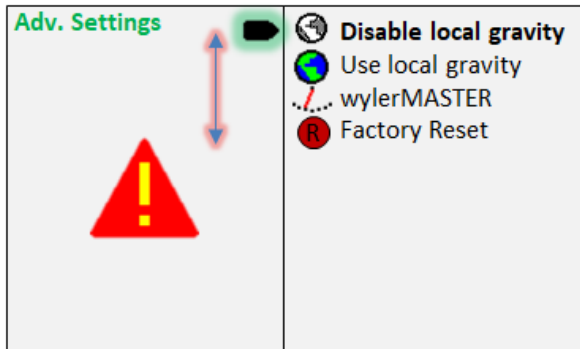 Adv. Settings
Disable local gravity
Use local gravity
wylerMASTER
R Factory Reset